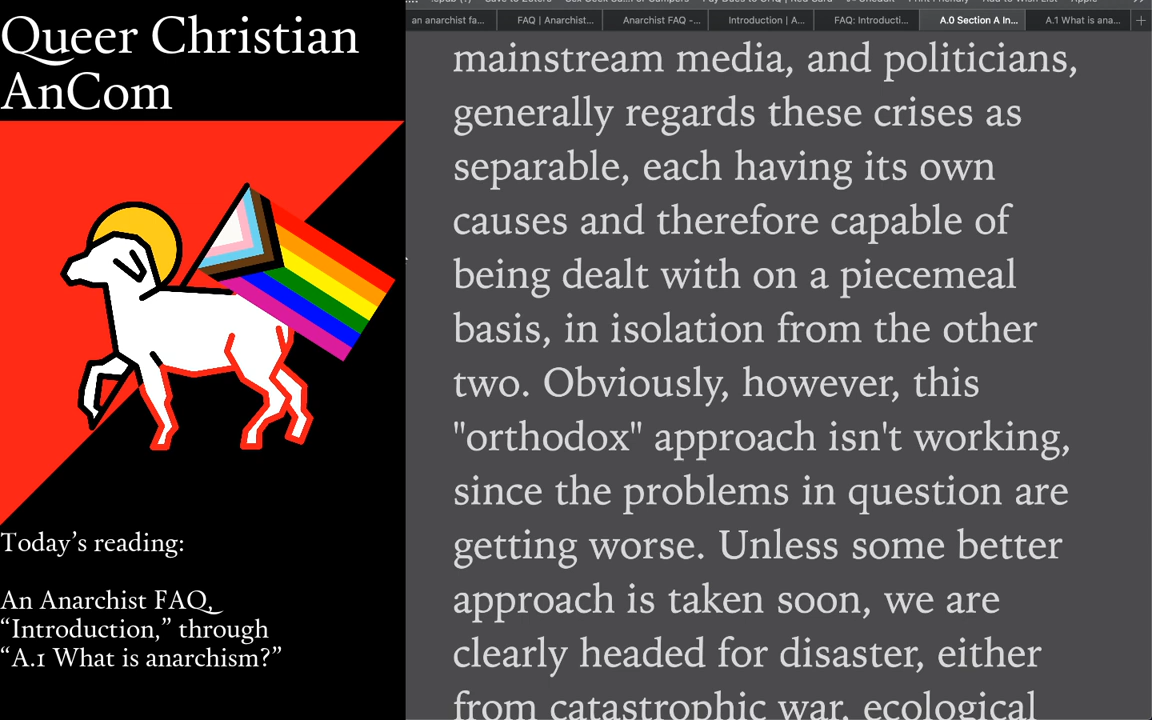 Queer Christian
AnCom
Today's reading:
An Anarchist FAQ,
“Introduction,” through
“A.1 What is anarchism?”
an anarchist fa...
FAQ | Anarchist...
Anarchist FAQ -...
Introduction | A...
FAQ: Introducti...
A.0 Section A In...
A.1 What is ana...
mainstream media, and politicians,
generally regards these crises as
separable, each having its own
causes and therefore capable of
being dealt with on a piecemeal
basis, in isolation from the other
two. Obviously, however, this
"orthodox" approach isn't working,
since the problems in question are
getting worse. Unless some better
approach is taken soon, we are
clearly headed for disaster, either
from catastrophic war, ecological